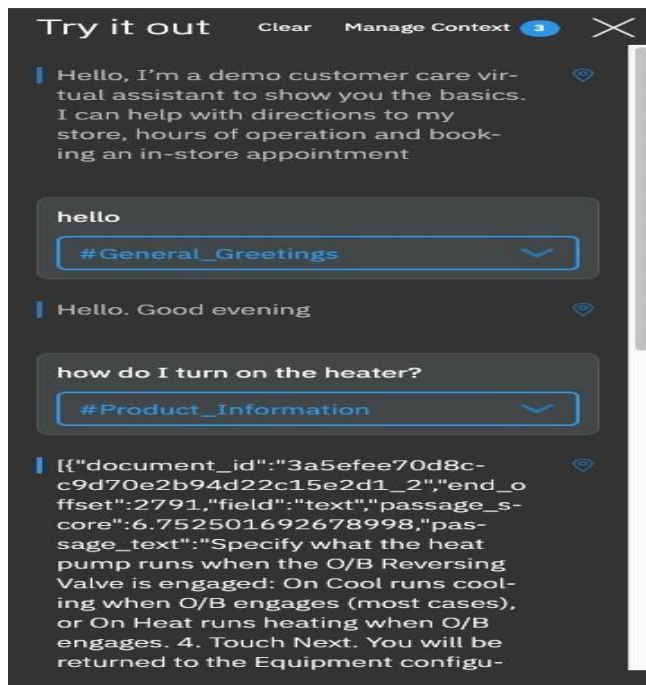 Try it out Clear Manage Context 3
Hello, I'm a demo customer care vir-
tual assistant to show you the basics.
I can help with directions to my
store, hours of operation and book-
ing an in-store appointment
hello
#General_Greetings
Hello. Good evening
how do I turn on the heater?
#Product_Information
[{"document_id":"3a5efee70d8c-
c9d70e2b94d22c15e2d1_2","end_o
ffset":2791,"field":"text","passage_s-
core":6.752501692678998,"pas-
sage_text":"Specify what the heat
pump runs when the O/B Reversing
Valve is engaged: On Cool runs cool-
ing when O/B engages (most cases),
or On Heat runs heating when O/B
engages. 4. Touch Next. You will be
returned to the Equipment configu-